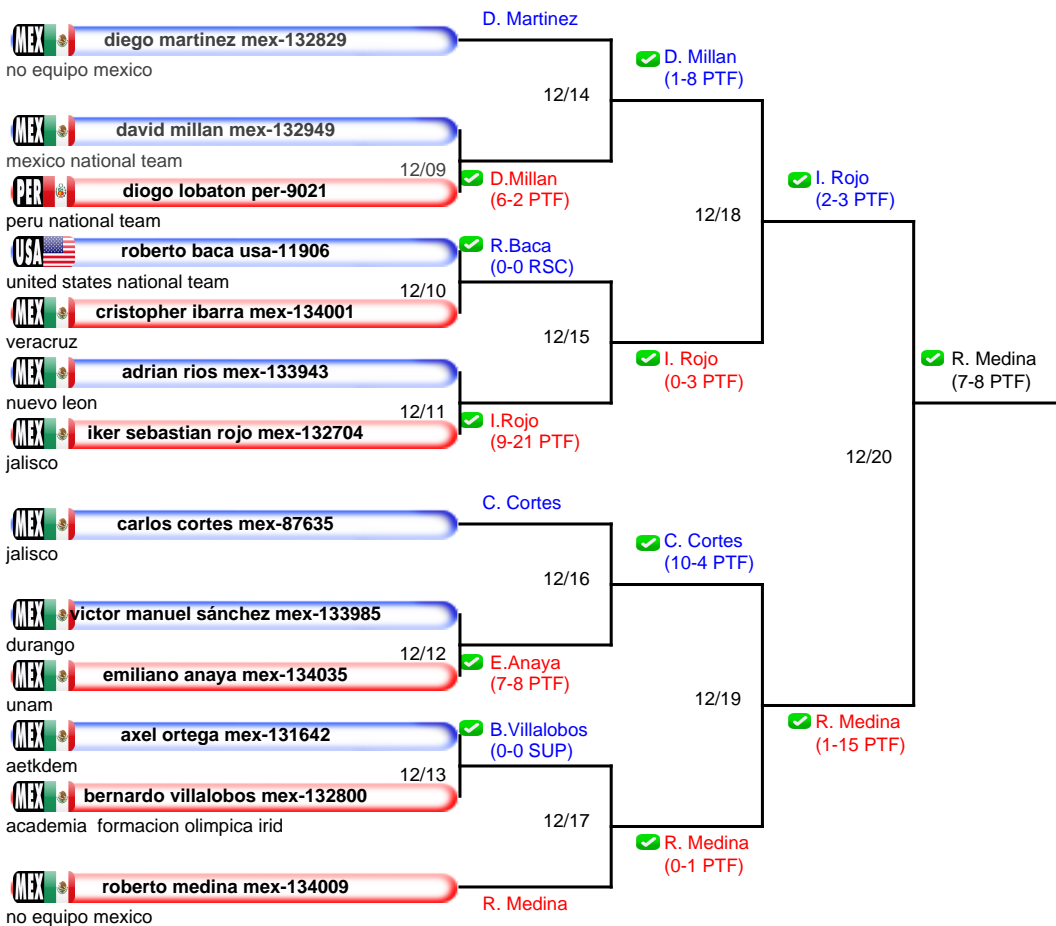 D. Martinez
MEX diego martinez mex-132829
no equipo mexico
D. Millan
(1-8 PTF)
12/14
MEX david millan mex-132949
mexico national team
12/09
PER diogo lobaton per-9021
peru national team
D.Millan
(6-2 PTF)
I. Rojo
(2-3 PTF)
12/18
USA roberto baca usa-11906
united states national team
R.Baca
(0-0 RSC)
12/10
MEX cristopher ibarra mex-134001
veracruz
12/15
MEX adrian rios mex-133943
nuevo leon
I. Rojo
(0-3 PTF)
12/11
MEX iker sebastian rojo mex-132704
jalisco
I.Rojo
(9-21 PTF)
R. Medina
(7-8 PTF)
12/20
C. Cortes
MEX carlos cortes mex-87635
jalisco
C. Cortes
(10-4 PTF)
12/16
MEX victor manuel sánchez mex-133985
durango
12/12
MEX emiliano anaya mex-134035
unam
E.Anaya
(7-8 PTF)
12/19
R. Medina
(1-15 PTF)
MEX axel ortega mex-131642
aetkdem
B.Villalobos
(0-0 SUP)
12/13
MEX bernardo villalobos mex-132800
academia formacion olimpica irid
12/17
R. Medina
(0-1 PTF)
MEX roberto medina mex-134009
no equipo mexico
R. Medina